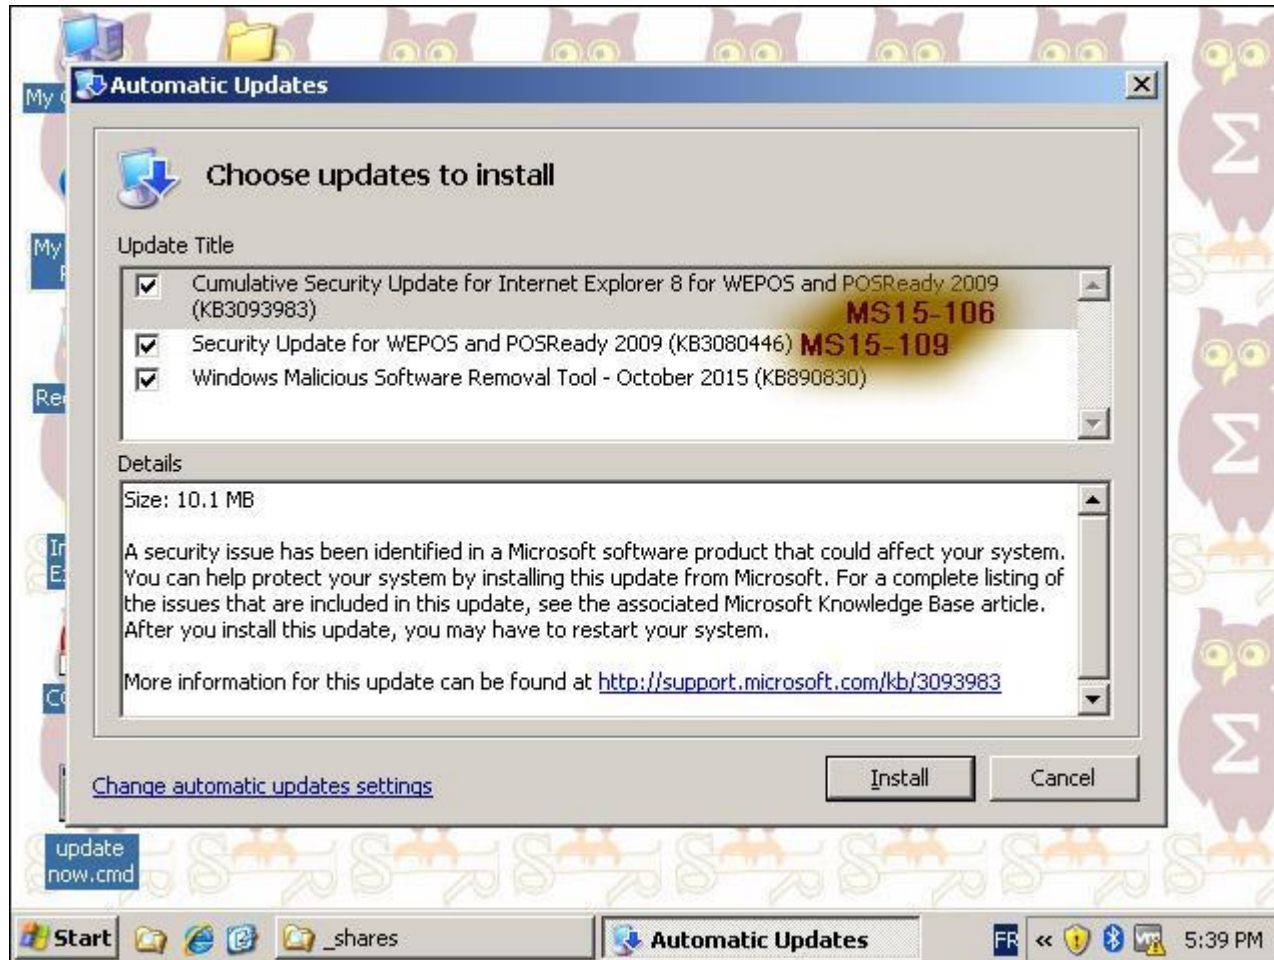 My
Automatic Updates
Choose updates to install
Update Title
Cumulative Security Update for Internet Explorer 8 for WEPOS and POSReady 2009
(KB3093983)
MS15-106
Security Update for WEPOS and POSReady 2009 (KB3080446) MS15-109
Windows Malicious Software Removal Tool - October 2015 (KB890830)
My
Details
Size: 10.1 MB
A security issue has been identified in a Microsoft software product that could affect your system.
You can help protect your system by installing this update from Microsoft. For a complete listing of
the issues that are included in this update, see the associated Microsoft Knowledge Base article.
After you install this update, you may have to restart your system.
More information for this update can be found at http://support.microsoft.com/kb/3093983
Change automatic updates settings
Install
Cancel
update
now.cmd
Σ
Σ
Σ
Start
_shares
Automatic Updates
FR
«
5:39 PM